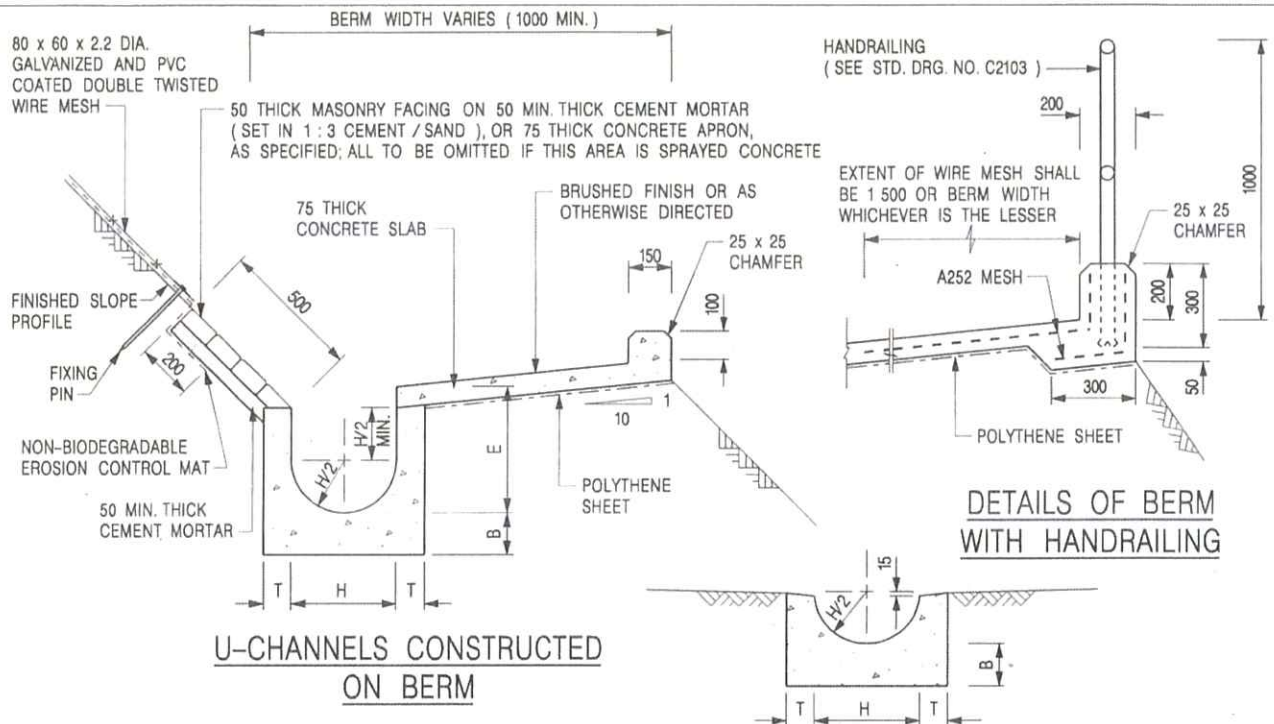 BERM WIDTH VARES ( 1000 MIN. )
80 x 60 x 2.2 DIA.
GALVANIZED AND PVC
COATED DOUBLE TWISTED
WIRE MESH
50 THICK MASONRY FACING ON 50 MIN. THICK CEMENT MORTAR
( SET IN 1 : 3 CEMENT / SAND ), OR 75 THICK CONCRETE APRON,
AS SPECIFIED; ALL TO BE OMITTED IF THIS AREA IS SPRAYED CONCRETE
75 THICK
CONCRETE SLAB
BRUSHED FINISH OR AS
OTHERWISE DIRECTED
150
25 x 25
CHAMFER
100
500
FINISHED SLOPE
PROFILE
200
FIXING
PIN
NON-BIODEGRADABLE
EROSION CONTROL MAT
50 MIN. THICK
CEMENT MORTAR
H/2
MIN.
H/2
E
B
10
1
POLYTHENE
SHEET
T
H
T
U-CHANNELS CONSTRUCTED
ON BERM
HANDRAILING
( SEE STD. DRG. NO. C2103 )
200
1000
EXTENT OF WIRE MESH SHALL
BE 1 500 OR BERM WIDTH
WHICHEVER IS THE LESSER
25 x 25
CHAMFER
A252 MESH
200
300
50
300
POLYTHENE SHEET
DETAILS OF BERM
WITH HANDRAILING
15
H/2
B
T
H
T